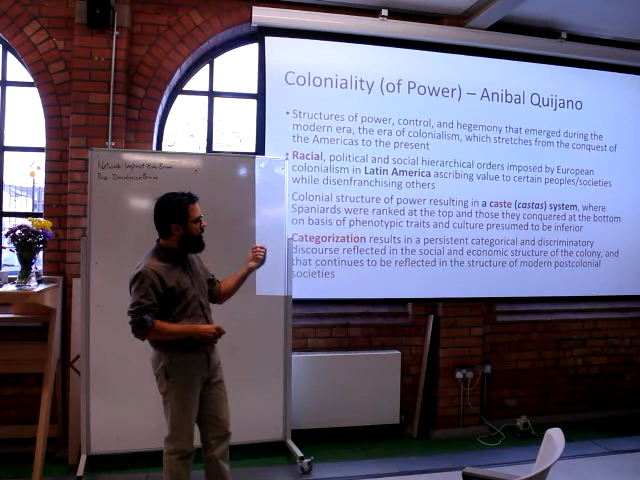 Coloniality (of Power) – Anibal Quijano
• Structures of power, control, and hegemony that emerged during the
modern era, the era of colonialism, which stretches from the conquest of
the Americas to the present
• Racial, political and social hierarchical orders imposed by European
colonialism in Latin America ascribing value to certain peoples/societies
while disenfranchising others
Colonial structure of power resulting in a caste (castas) system, where
Spaniards were ranked at the top and those they conquered at the bottom
on basis of phenotypic traits and culture presumed to be inferior
Categorization results in a persistent categorical and discriminatory
discourse reflected in the social and economic structure of the colony, and
that continues to be reflected in the structure of modern postcolonial
societies
Network: Impact Hub
Pass: